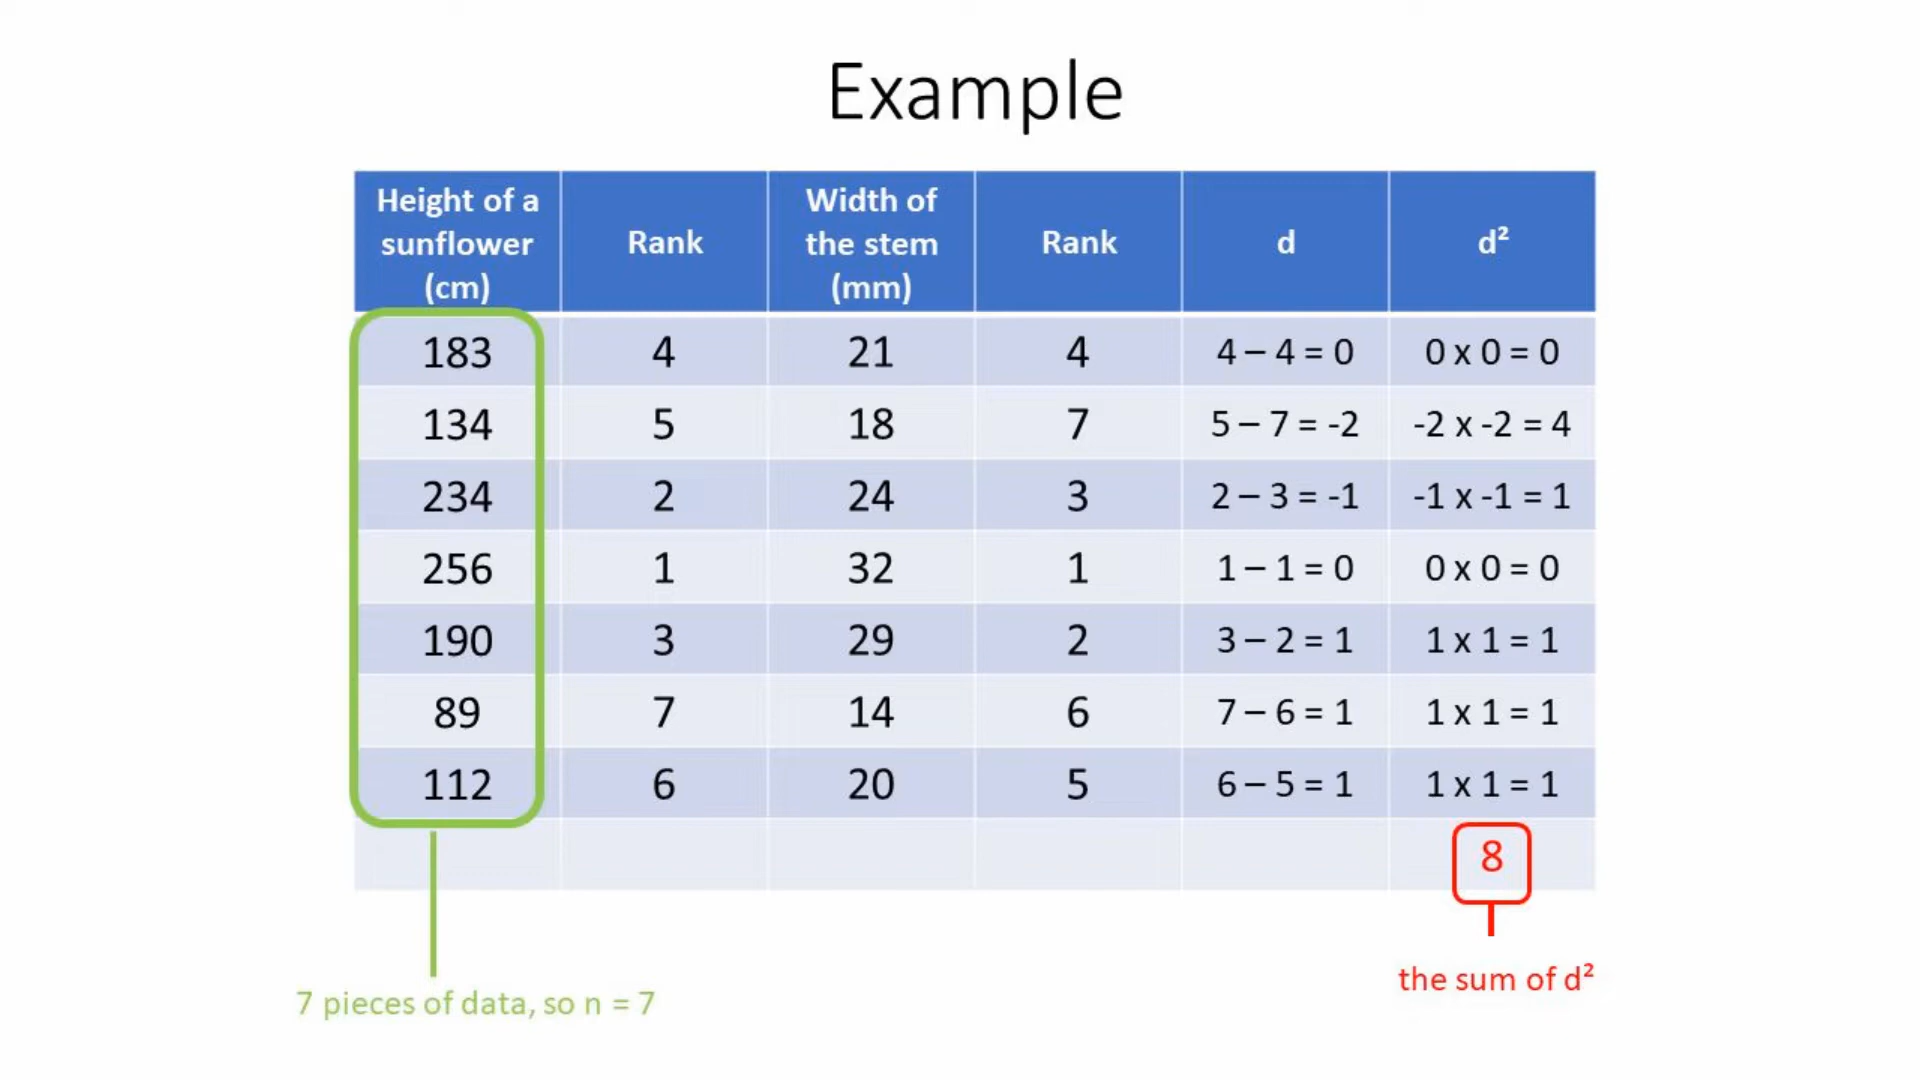 Example
Height of a sunflower (cm) Rank Width of the stem (mm) Rank d d²
183 4 21 4 4 – 4 = 0 0 x 0 = 0
134 5 18 7 5 – 7 = -2 -2 x -2 = 4
234 2 24 3 2 – 3 = -1 -1 x -1 = 1
256 1 32 1 1 – 1 = 0 0 x 0 = 0
190 3 29 2 3 – 2 = 1 1 x 1 = 1
89 7 14 6 7 – 6 = 1 1 x 1 = 1
112 6 20 5 6 – 5 = 1 1 x 1 = 1
8
the sum of d²
7 pieces of data, so n = 7